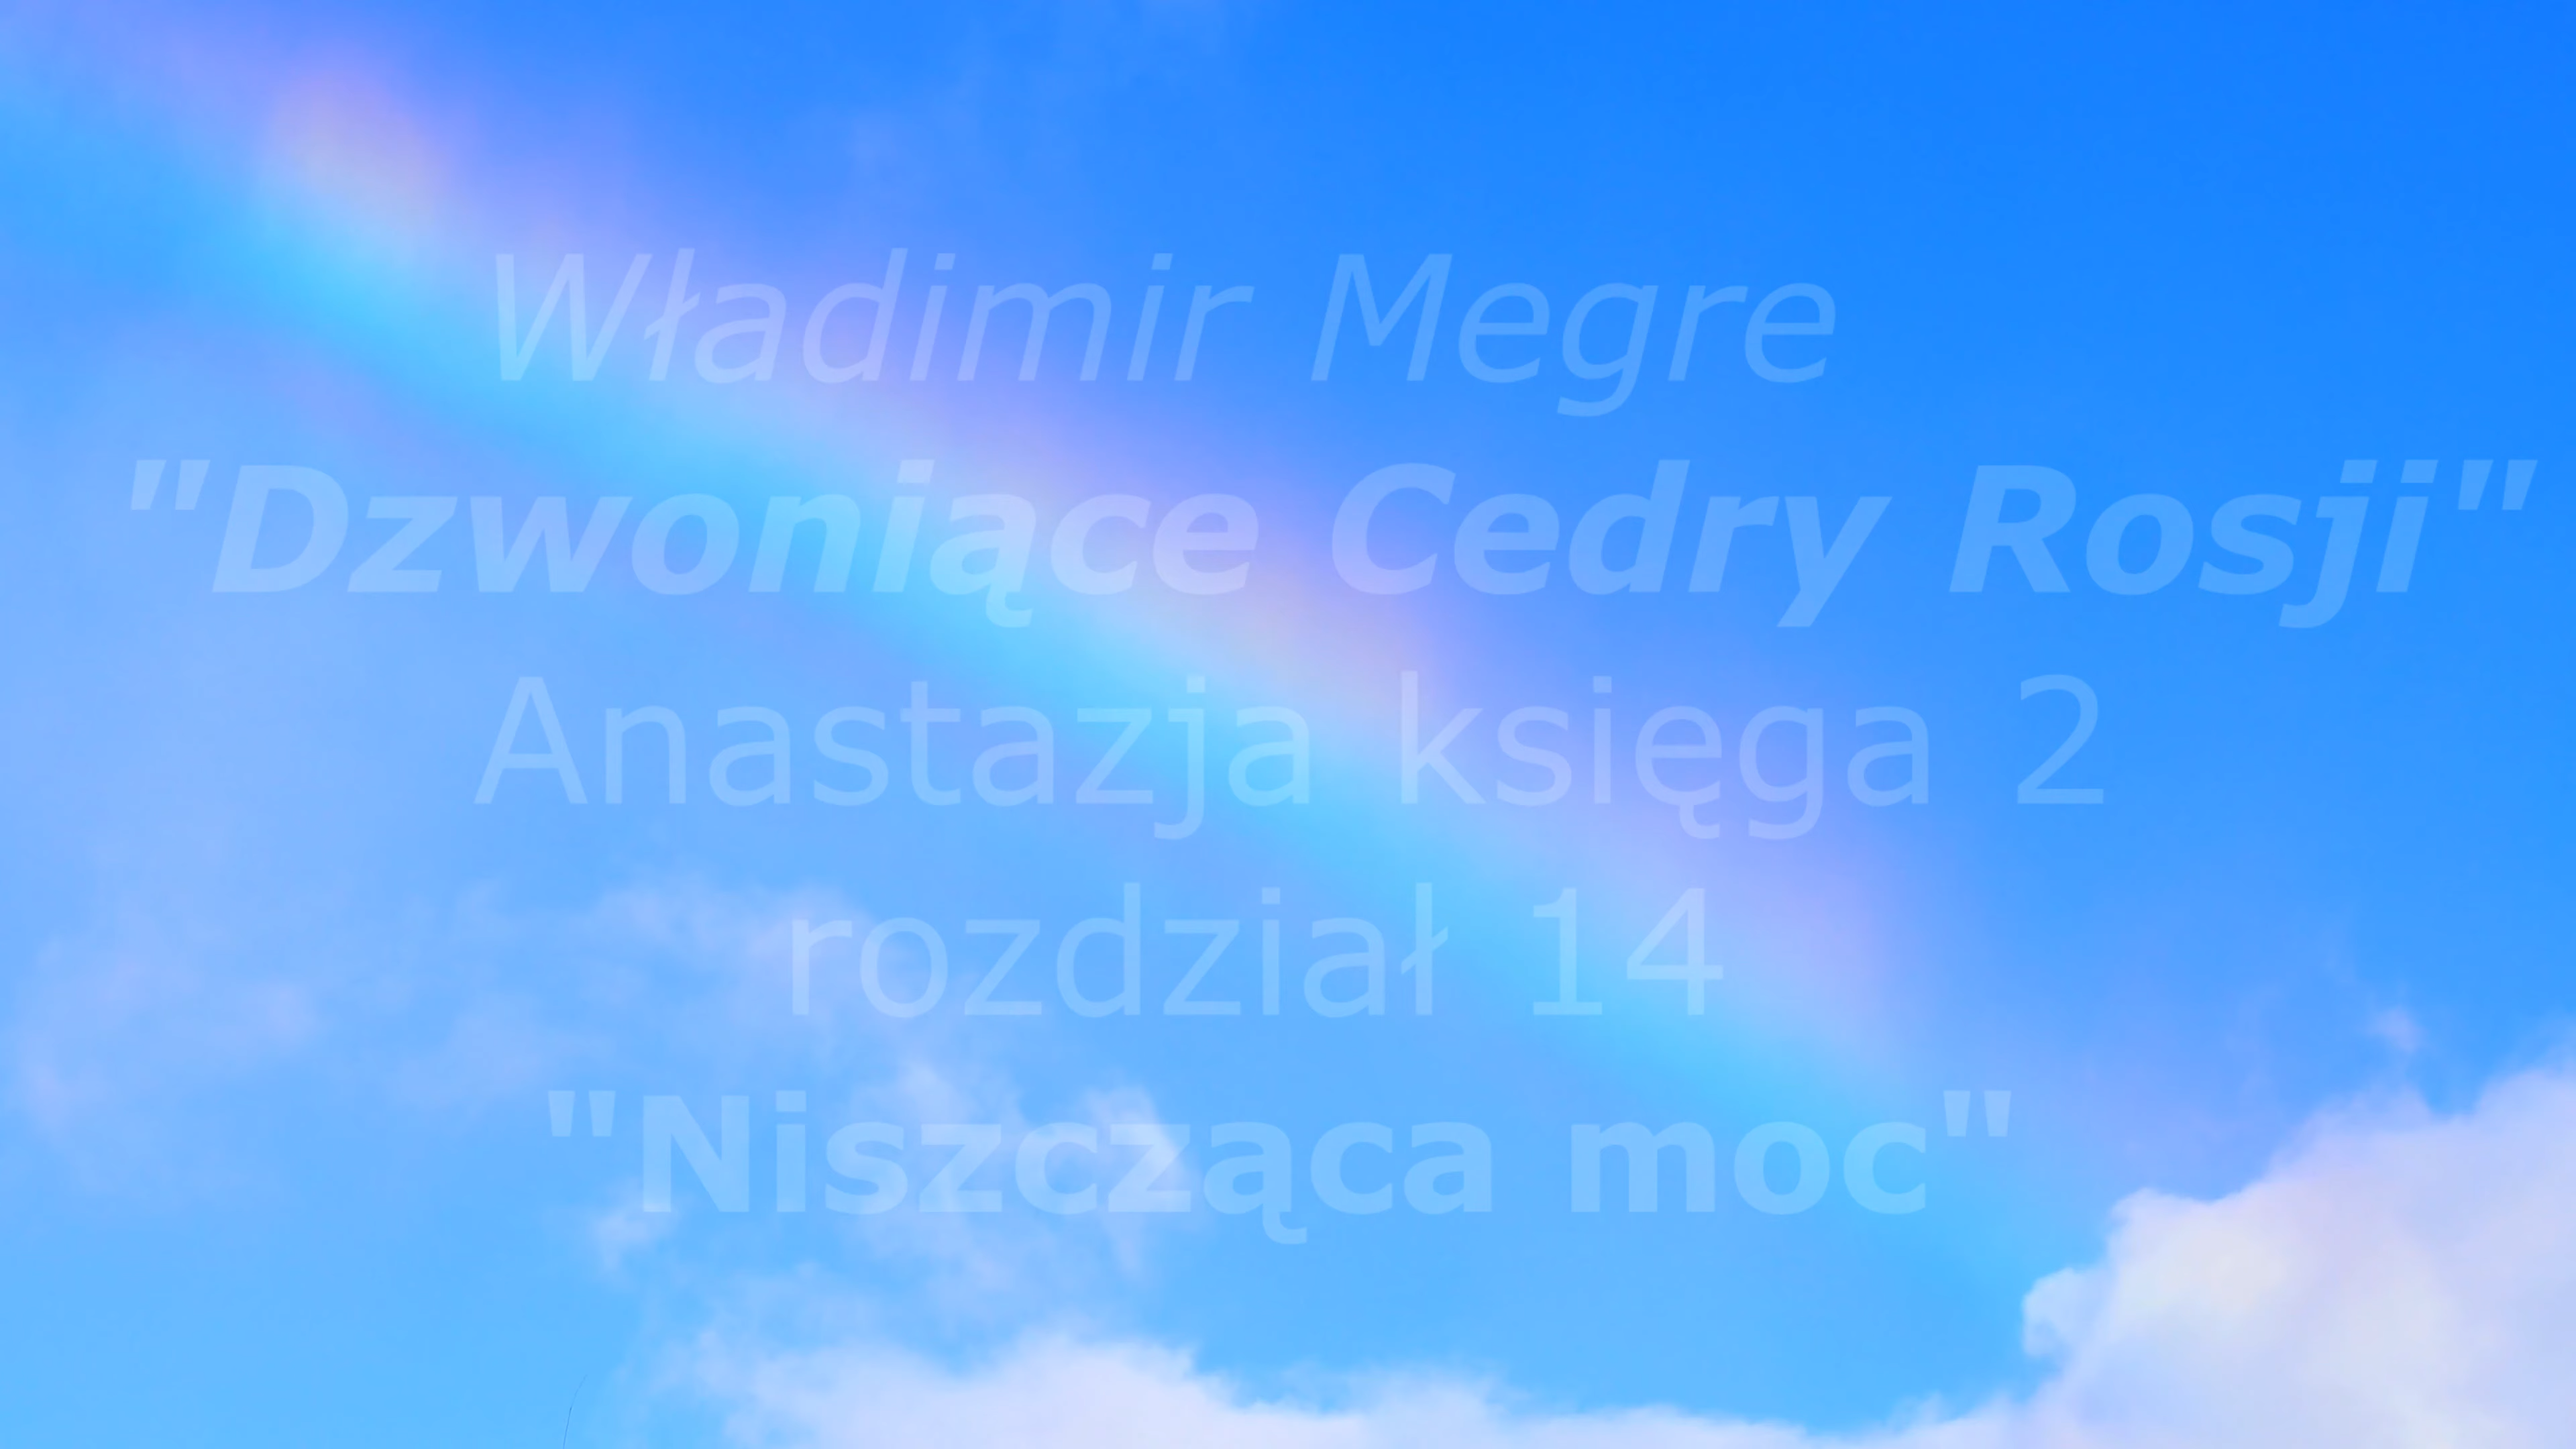 Władimir Megre
"Dzwoniące Cedry Rosji"
Anastazja księga 2
rozdział 14
"Niszcząca moc"